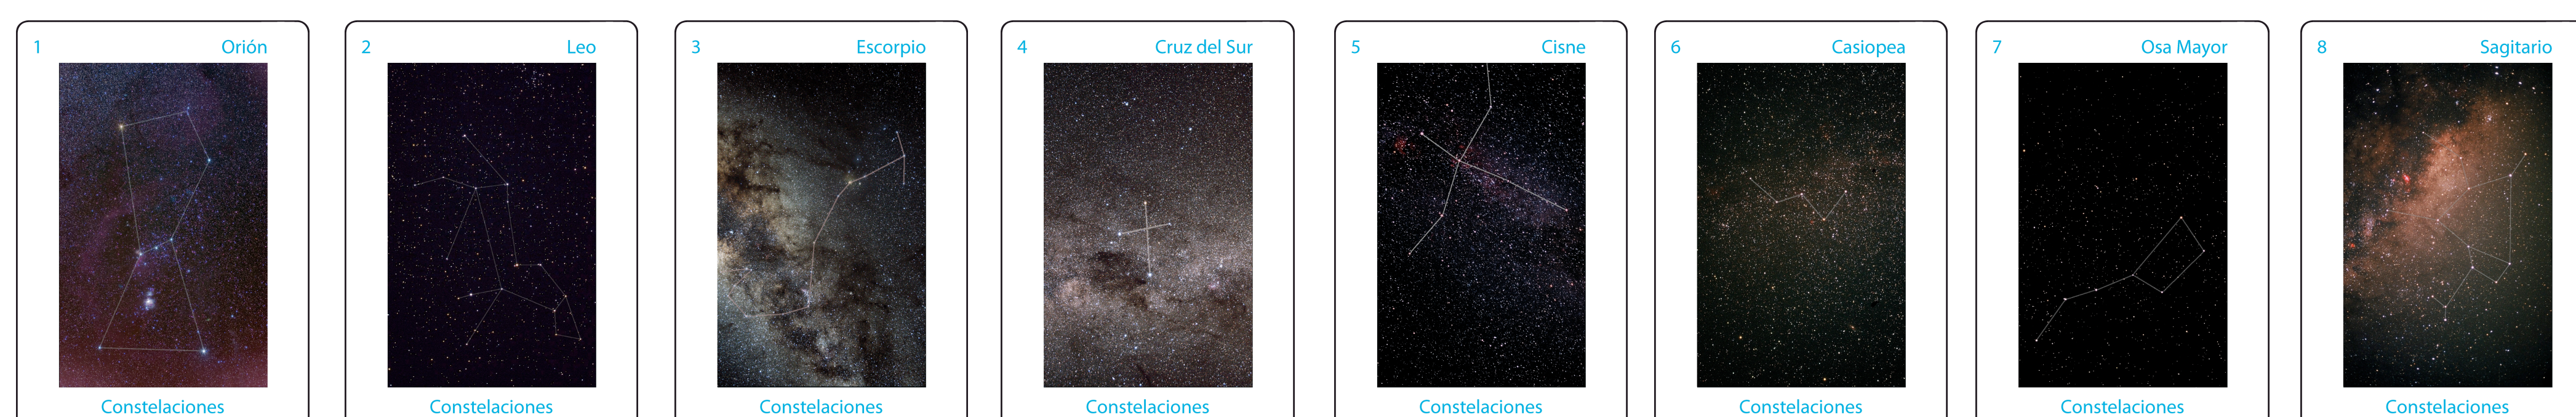 1 Orión
Constelaciones
2 Leo
Constelaciones
3 Escorpio
Constelaciones
4 Cruz del Sur
Constelaciones
5 Cisne
Constelaciones
6 Casiopea
Constelaciones
7 Osa Mayor
Constelaciones
8 Sagitario
Constelaciones